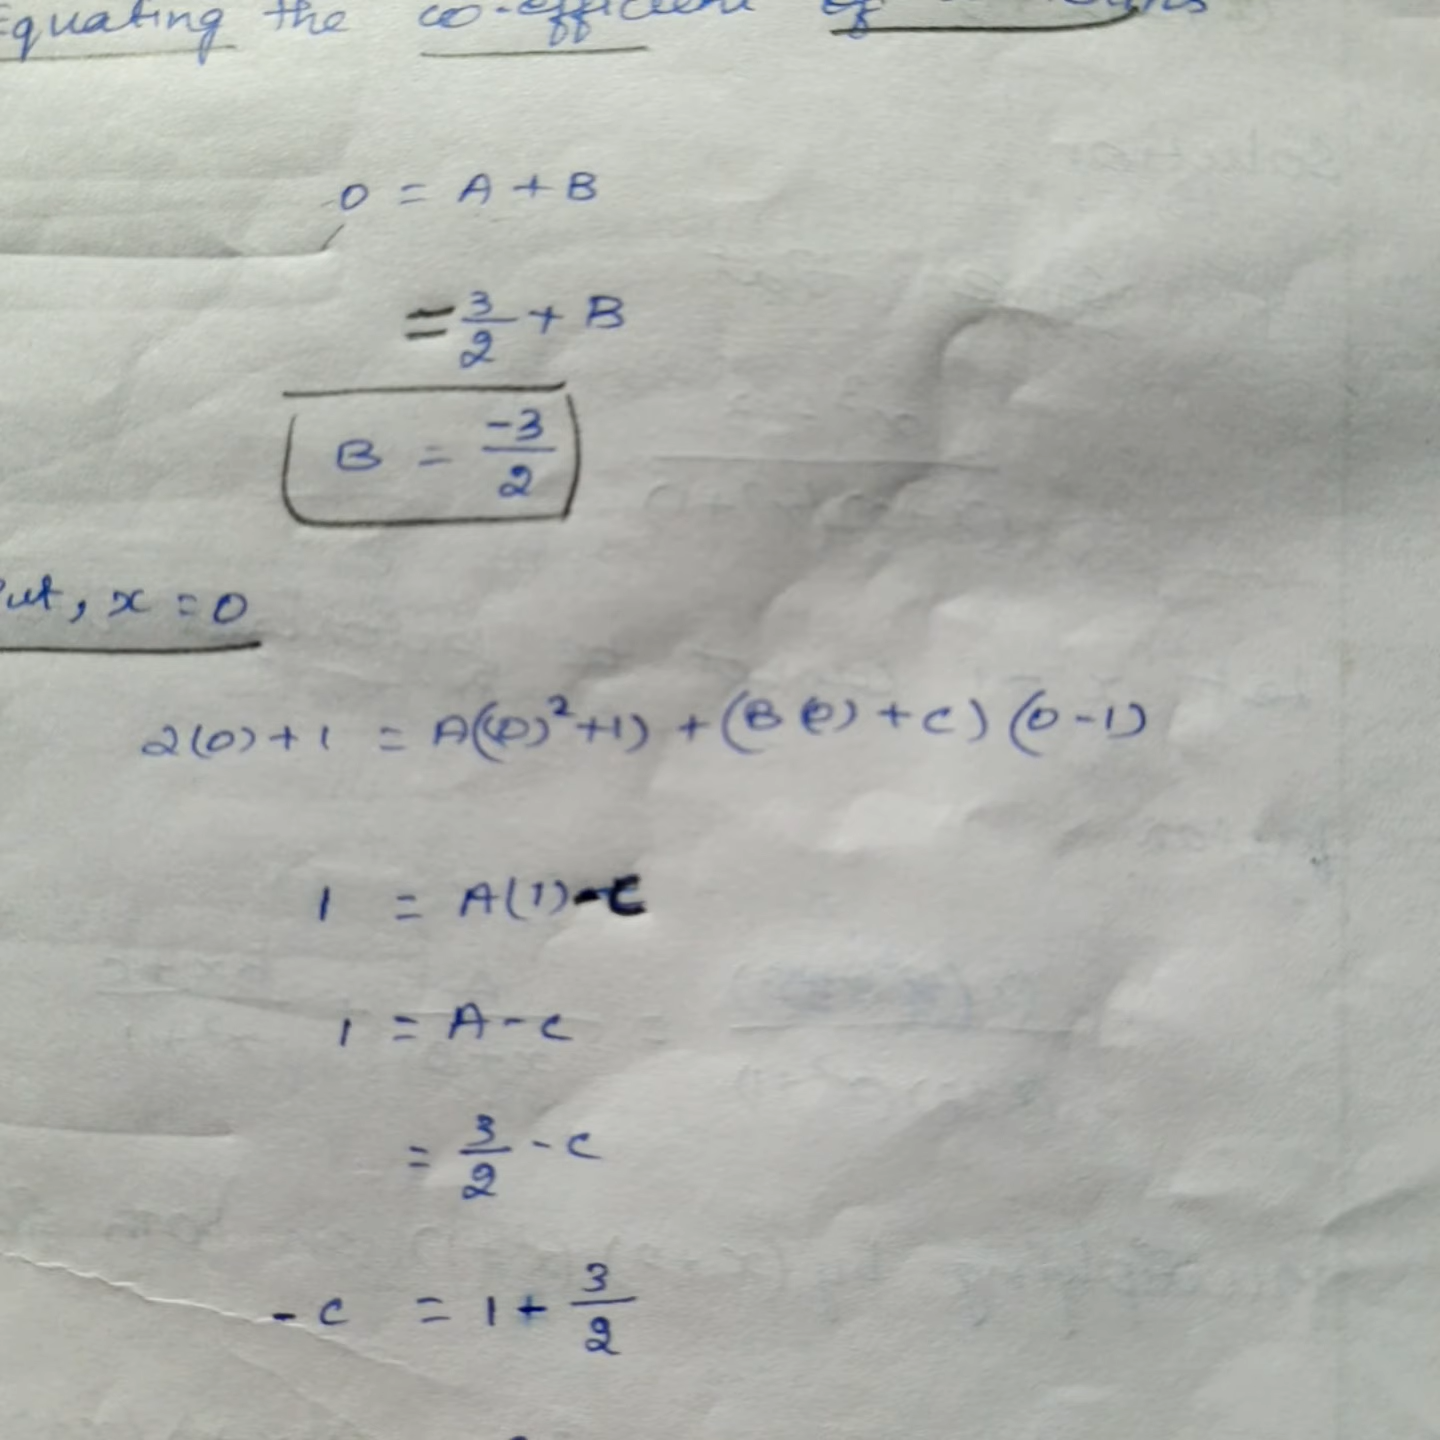 Equating the co-efficient of
0 = A + B
= 3/2 + B
B = -3/2
Put, x = 0
2(0)+1 = A((0)²+1) + (B(0) + C) (0-1)
1 = A(1)-C
1 = A - C
= 3/2 - C
- C = 1 + 3/2